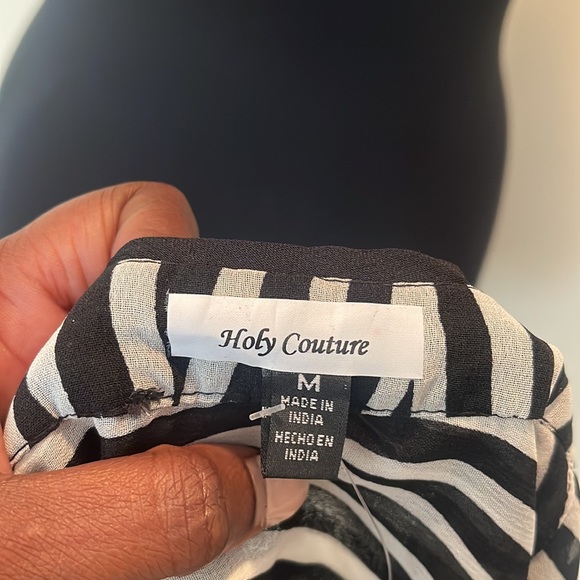 Holy Couture
M
MADE IN
INDIA
HECHO EN
INDIA